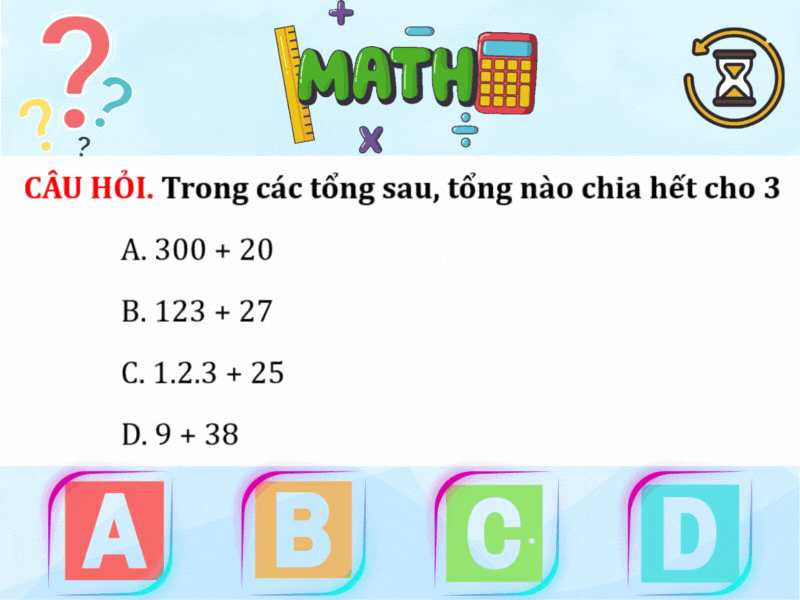 ? ? ? ?
MATH
CÂU HỎI. Trong các tổng sau, tổng nào chia hết cho 3
A. 300 + 20
B. 123 + 27
C. 1.2.3 + 25
D. 9 + 38
A B C D